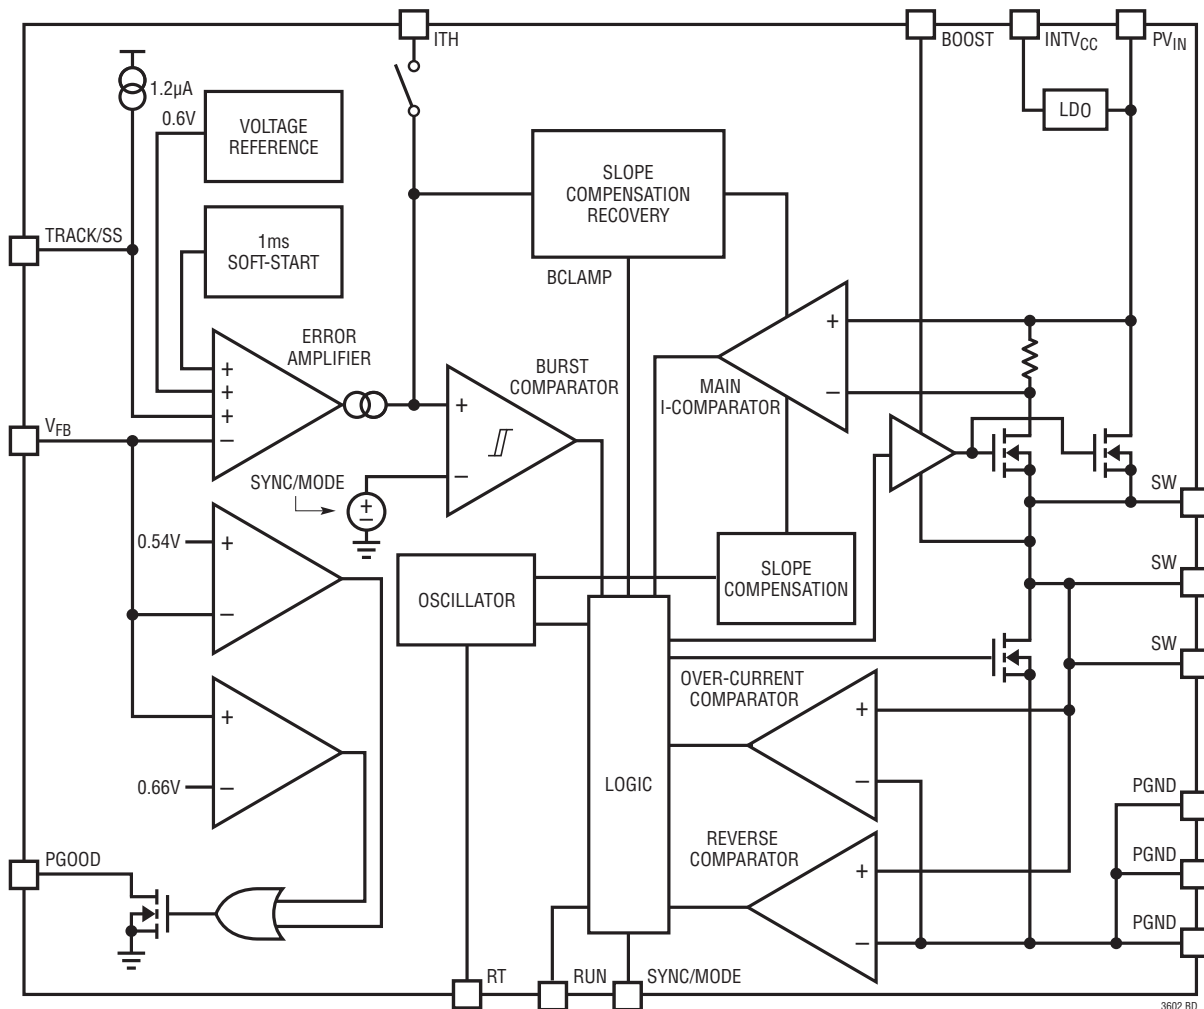 ITH
BOOST
INTVCC
PVIN
1.2µA
0.6V
VOLTAGE
REFERENCE
LDO
SLOPE
COMPENSATION
RECOVERY
TRACK/SS
1ms
SOFT-START
BCLAMP
ERROR
AMPLIFIER
+
+
+
−
BURST
COMPARATOR
+
−
MAIN
I-COMPARATOR
+
−
VFB
SYNC/MODE
+
−
SW
0.54V
+
−
OSCILLATOR
SLOPE
COMPENSATION
SW
SW
OVER-CURRENT
COMPARATOR
+
−
0.66V
+
−
LOGIC
PGND
REVERSE
COMPARATOR
+
−
PGND
PGND
PGOOD
RT
RUN
SYNC/MODE
3602 BD